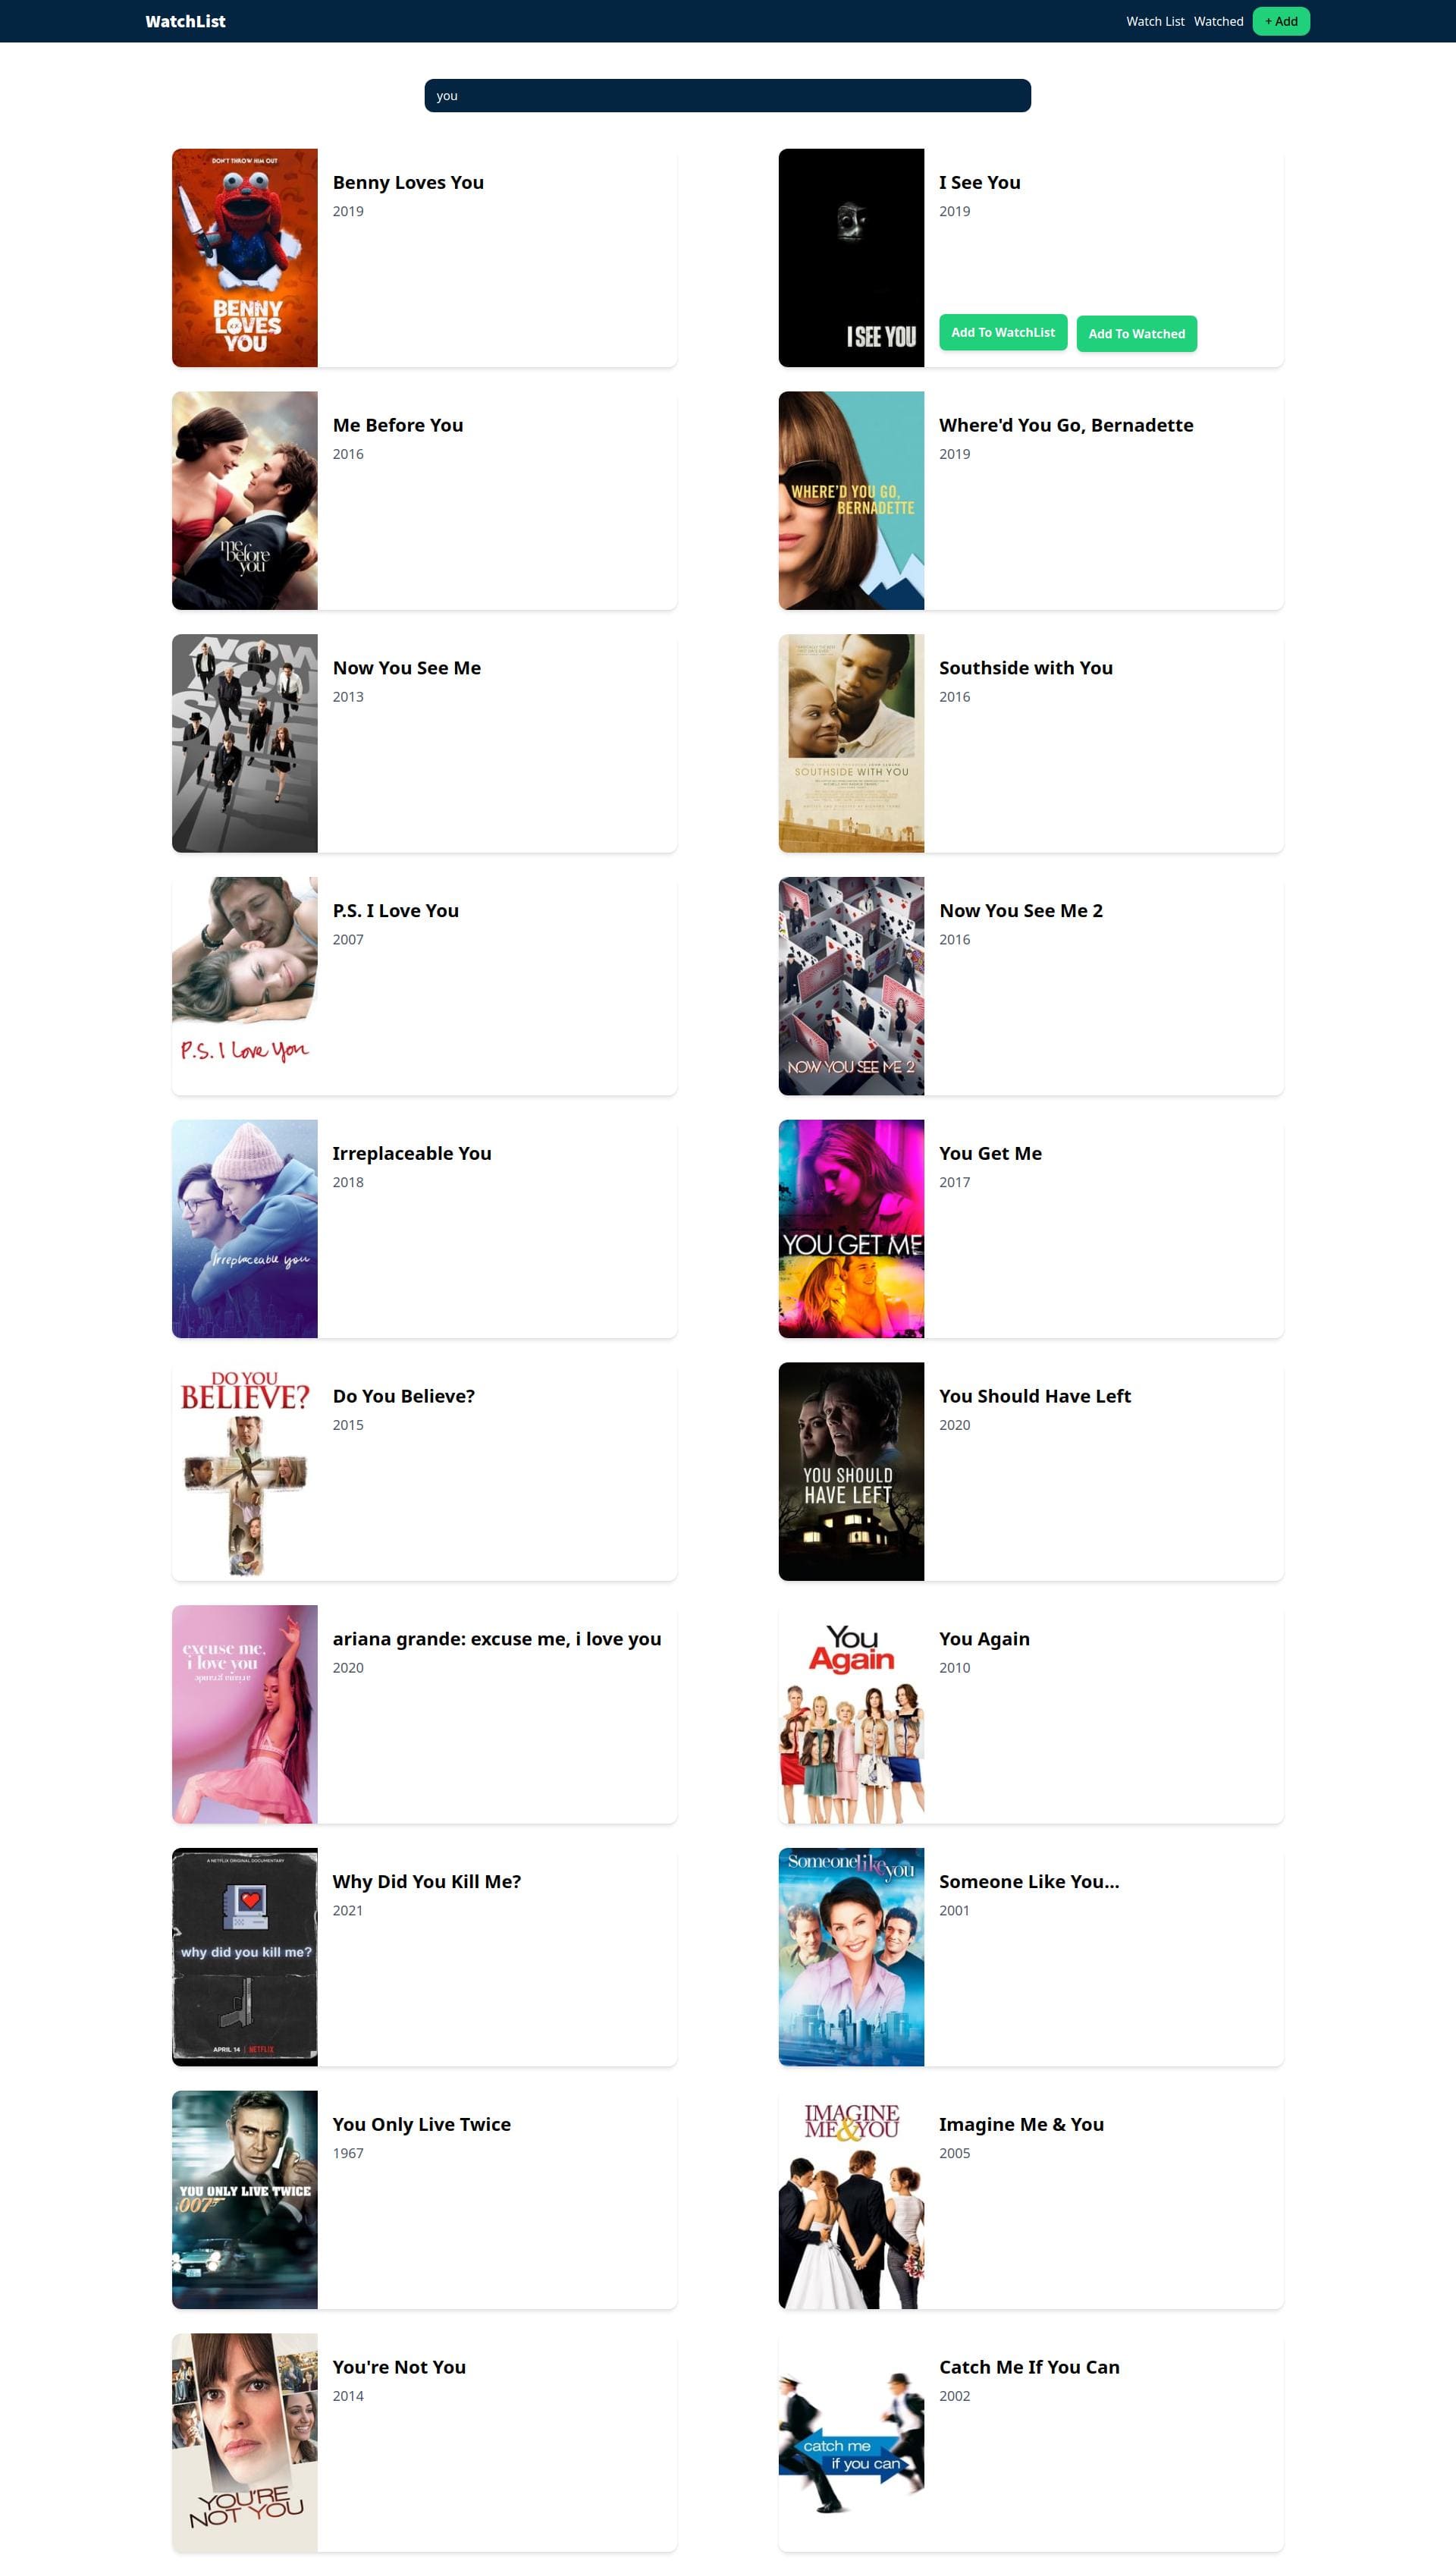 WatchList
Watch List Watched + Add
you
DON'T THROW HIM OUT
BENNY
LOVES
YOU
Benny Loves You
2019
I SEE YOU
I See You
2019
Add To WatchList Add To Watched
me
before
you
Me Before You
2016
WHERE'D YOU GO,
BERNADETTE
Where'd You Go, Bernadette
2019
NOW
YOU
SEE
ME
Now You See Me
2013
SOUTHSIDE WITH YOU
Southside with You
2016
P.S. I Love You
P.S. I Love You
2007
NOW YOU SEE ME 2
Now You See Me 2
2016
Irreplaceable you
Irreplaceable You
2018
YOU GET ME
You Get Me
2017
DO YOU
BELIEVE?
Do You Believe?
2015
YOU SHOULD
HAVE LEFT
You Should Have Left
2020
excuse me,
i love you
ariana grande
ariana grande: excuse me, i love you
2020
You
Again
You Again
2010
A NETFLIX ORIGINAL DOCUMENTARY
why did you kill me?
APRIL 14 | NETFLIX
Why Did You Kill Me?
2021
Someone like you
Someone Like You...
2001
YOU ONLY LIVE TWICE
007
You Only Live Twice
1967
IMAGINE
ME & YOU
Imagine Me & You
2005
YOU'RE
NOT YOU
You're Not You
2014
catch me
if you can
Catch Me If You Can
2002